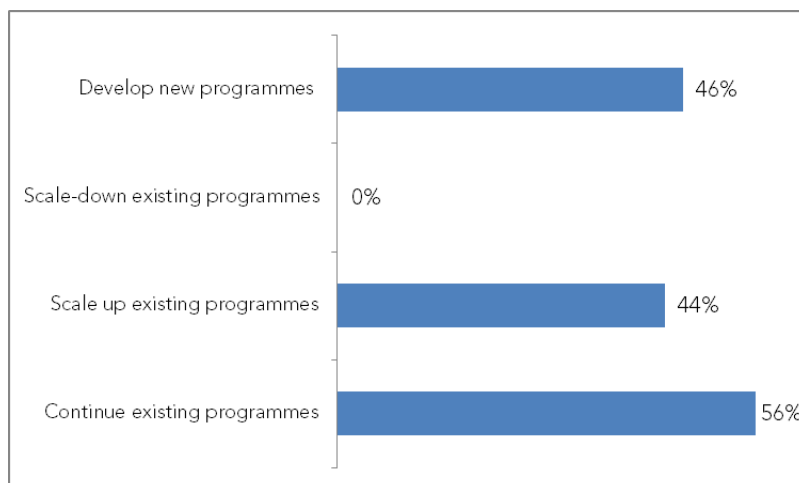 Develop new programmes 46%
Scale-down existing programmes 0%
Scale up existing programmes 44%
Continue existing programmes 56%